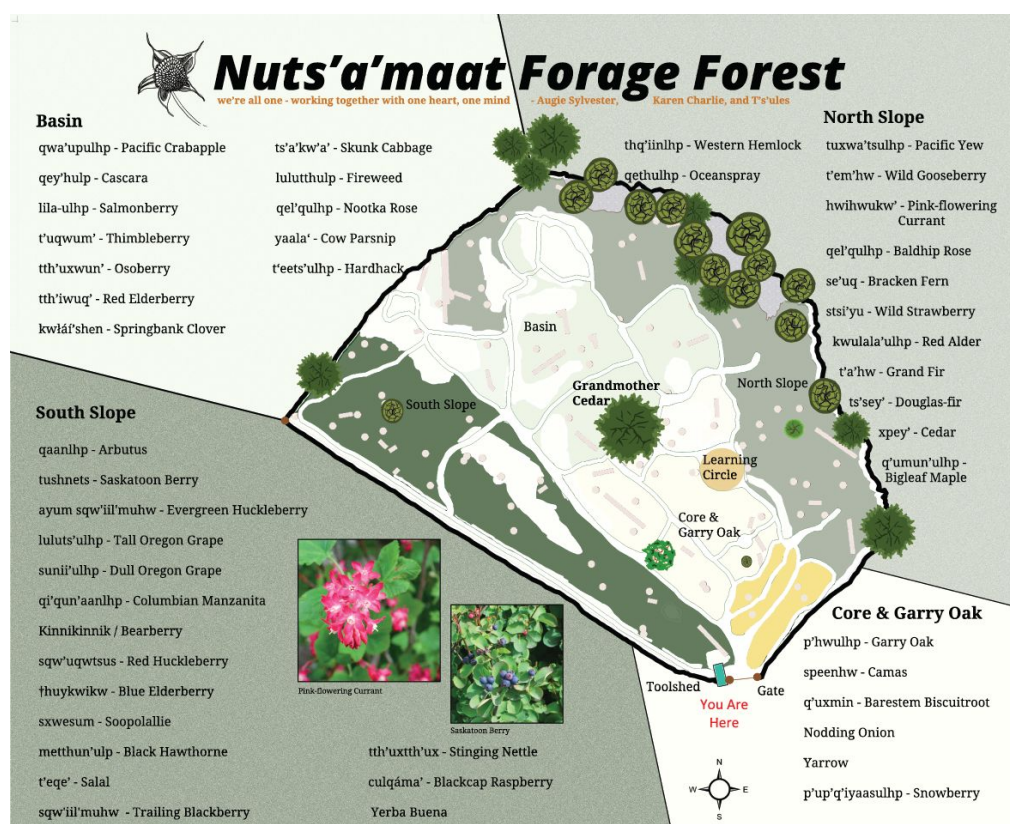 Nuts’a’maat Forage Forest
we’re all one - working together with one heart, one mind - Augie Sylvester, Karen Charlie, and T’s’ules
Basin
qwa’upulhp - Pacific Crabapple
qey’hulp - Cascara
lila-ulhp - Salmonberry
t’uqwum’ - Thimbleberry
tth’uxwun’ - Osoberry
tth’iwuq’ - Red Elderberry
kwłáí’shen - Springbank Clover
ts’a’kw’a’ - Skunk Cabbage
lulutthulp - Fireweed
qel’qulhp - Nootka Rose
yaala‘ - Cow Parsnip
t‘eets’ulhp - Hardhack
North Slope
thq’iinlhp - Western Hemlock
qethulhp - Oceanspray
tuxwa’tsulhp - Pacific Yew
t’em’hw - Wild Gooseberry
hwihwukw’ - Pink-flowering
Currant
qel’qulhp - Baldhip Rose
se’uq - Bracken Fern
stsi’yu - Wild Strawberry
kwulala’ulhp - Red Alder
t’a’hw - Grand Fir
ts’sey’ - Douglas-fir
xpey’ - Cedar
q’umun’ulhp -
Bigleaf Maple
Basin
Grandmother
Cedar
North Slope
South Slope
Learning
Circle
Core &
Garry Oak
Toolshed
Gate
You Are
Here
South Slope
qaanlhp - Arbutus
tushnets - Saskatoon Berry
ayum sqw'iil'muhw - Evergreen Huckleberry
luluts’ulhp - Tall Oregon Grape
sunii’ulhp - Dull Oregon Grape
qi’qun’aanlhp - Columbian Manzanita
Kinnikinnik / Bearberry
sqw’uqwtsus - Red Huckleberry
†huykwikw - Blue Elderberry
sxwesum - Soopolallie
metthun’ulp - Black Hawthorne
t’eqe’ - Salal
sqw'iil'muhw - Trailing Blackberry
tth’uxtth’ux - Stinging Nettle
culqáma’ - Blackcap Raspberry
Yerba Buena
Pink-flowering Currant
Saskatoon Berry
Core & Garry Oak
p’hwulhp - Garry Oak
speenhw - Camas
q’uxmin - Barestem Biscuitroot
Nodding Onion
Yarrow
p’up’q’iyaasulhp - Snowberry
N
W E
S